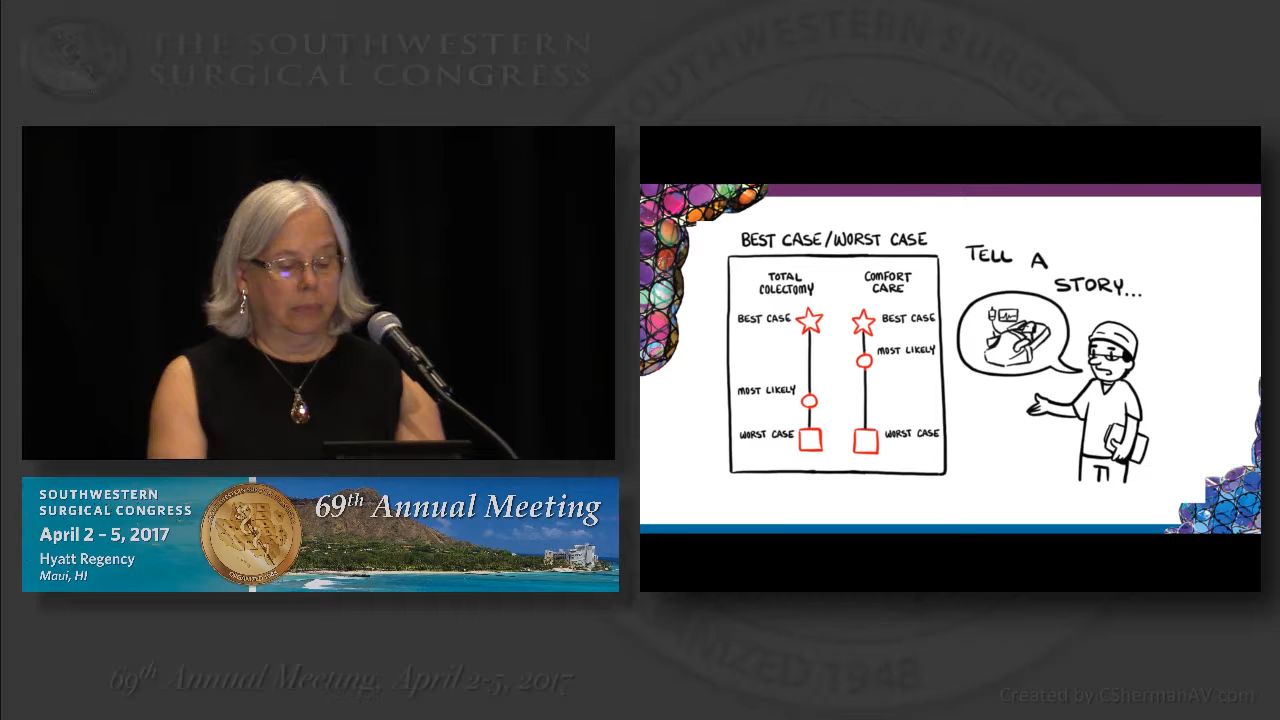 THE SOUTHWESTERN
SURGICAL CONGRESS
BEST CASE/WORST CASE
TOTAL
COLECTOMY
COMFORT
CARE
BEST CASE
BEST CASE
MOST LIKELY
MOST LIKELY
WORST CASE
WORST CASE
TELL A
STORY...
SOUTHWESTERN
SURGICAL CONGRESS
April 2 - 5, 2017
Hyatt Regency
Maui, HI
69th Annual Meeting
69th Annual Meeting, April 2-5, 2017
Created by CShermanAV.com